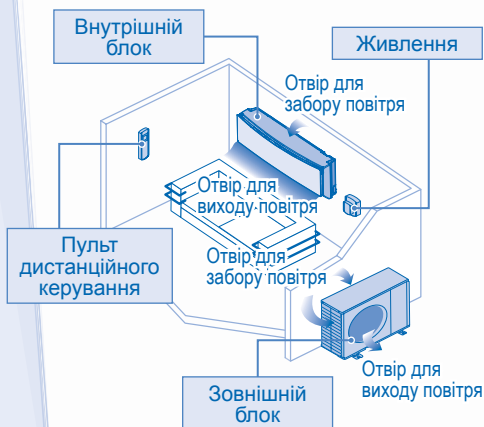 Внутрішній
блок
Живлення
Отвір для
забору повітря
Отвір для
виходу повітря
Пульт
дистанційного
керування
Отвір для
забору повітря
Отвір для
виходу повітря
Зовнішній
блок